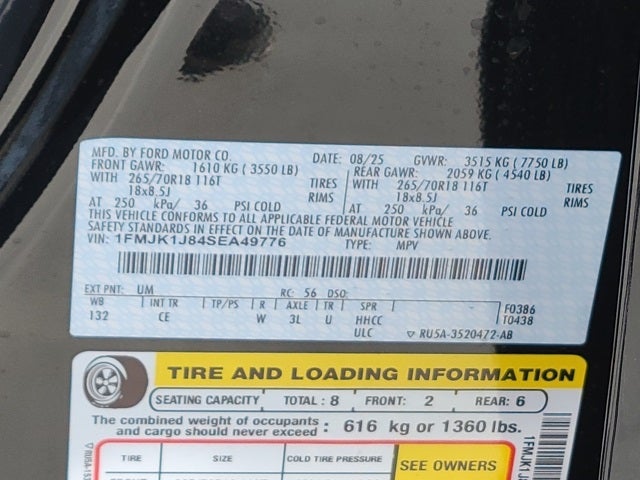 MFD. BY FORD MOTOR CO. DATE: 08/25 GVWR: 3515 KG ( 7750 LB)
FRONT GAWR: 1610 KG ( 3550 LB) REAR GAWR: 2059 KG ( 4540 LB)
WITH 265/70R18 116T TIRES WITH 265/70R18 116T TIRES
18x8.5J RIMS 18x8.5J RIMS
AT 250 kPa/ 36 PSI COLD AT 250 kPa/ 36 PSI COLD
THIS VEHICLE CONFORMS TO ALL APPLICABLE FEDERAL MOTOR VEHICLE
SAFETY STANDARDS IN EFFECT ON THE DATE OF MANUFACTURE SHOWN ABOVE.
VIN: 1FMJK1J84SEA49776 TYPE: MPV
EXT PNT: UM RC: 56 DSO:
WB INT TR TP/PS R AXLE TR SPR F0386
132 CE W 3L U HHCC T0438
ULC ▽ RU5A-3520472-AB
TIRE AND LOADING INFORMATION
SEATING CAPACITY TOTAL : 8 FRONT: 2 REAR: 6
The combined weight of occupants
and cargo should never exceed : 616 kg or 1360 lbs.
TIRE SIZE COLD TIRE PRESSURE SEE OWNERS